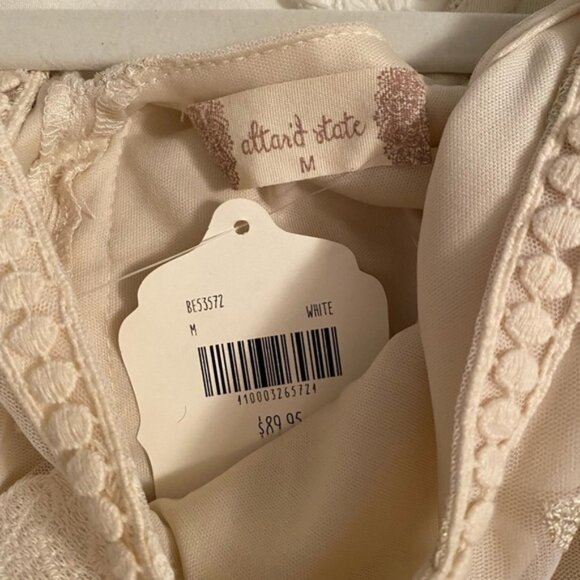 altar'd state
M
BE53572
M WHITE
410003265724
$89.95